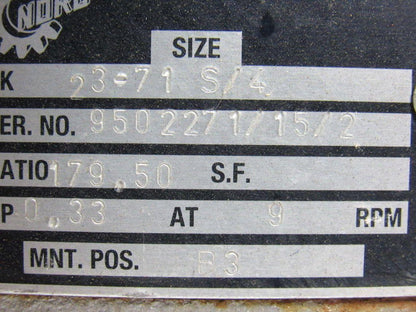 NORD
SIZE
K 23-71 S/4
ER. NO. 9502271/15/2
ATIO 179,50 S.F.
P 0,33 AT 9 RPM
MNT. POS. B3